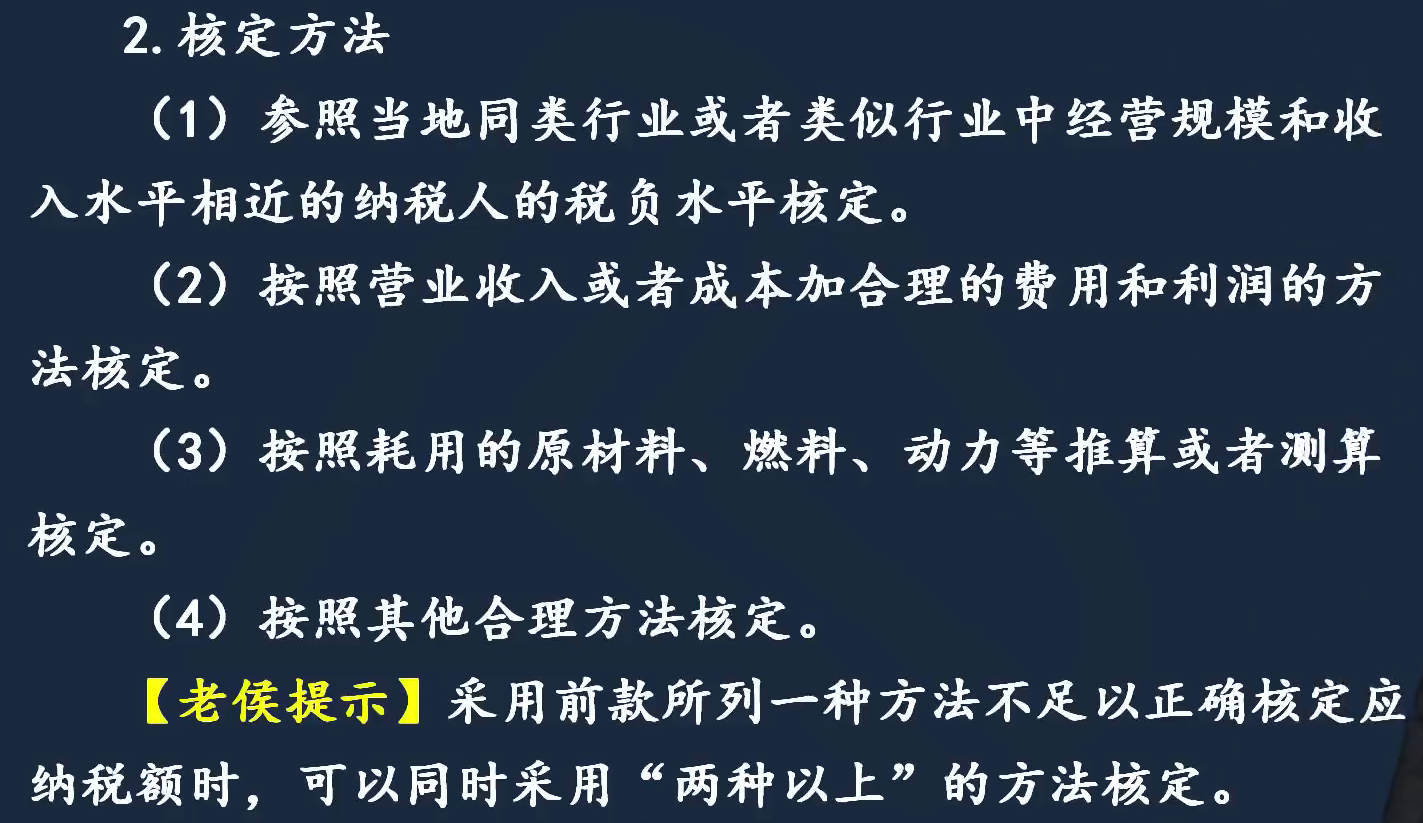 2. 核定方法
（1）参照当地同类行业或者类似行业中经营规模和收
入水平相近的纳税人的税负水平核定。
（2）按照营业收入或者成本加合理的费用和利润的方
法核定。
（3）按照耗用的原材料、燃料、动力等推算或者测算
核定。
（4）按照其他合理方法核定。
【老侯提示】采用前款所列一种方法不足以正确核定应
纳税额时，可以同时采用“两种以上”的方法核定。